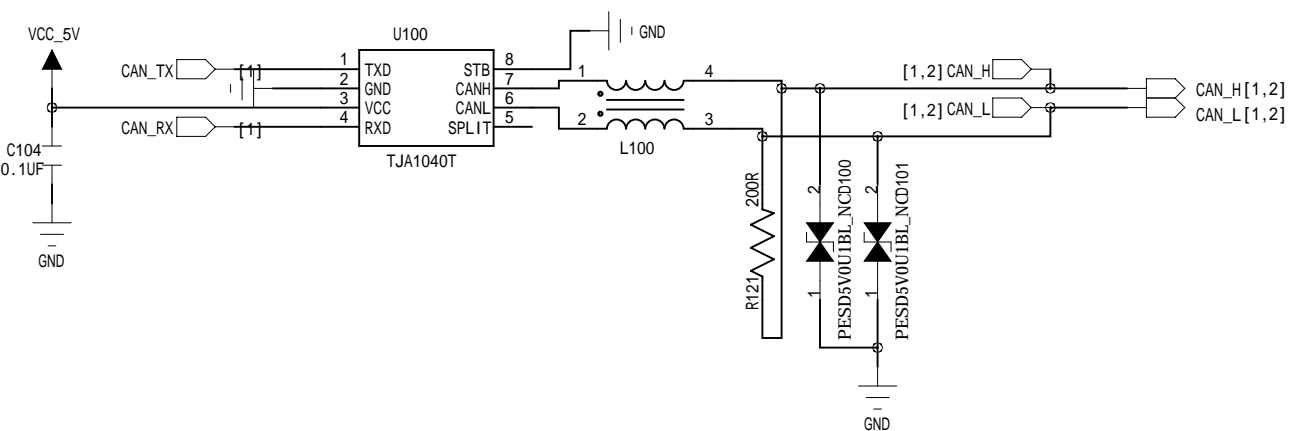 VCC_5V
U100
GND
CAN_TX
[1]
1
TXD
STB
8
2
GND
CANH
7
1
4
[1,2] CAN_H
CAN_H[1,2]
3
VCC
CANL
6
[1,2] CAN_L
CAN_L[1,2]
CAN_RX
[1]
4
RXD
SPLIT
5
2
3
L100
TJA1040T
C104
0.1UF
GND
200R
R121
2
1
PESD5V0U1BL_NCD100
2
1
PESD5V0U1BL_NCD101
GND